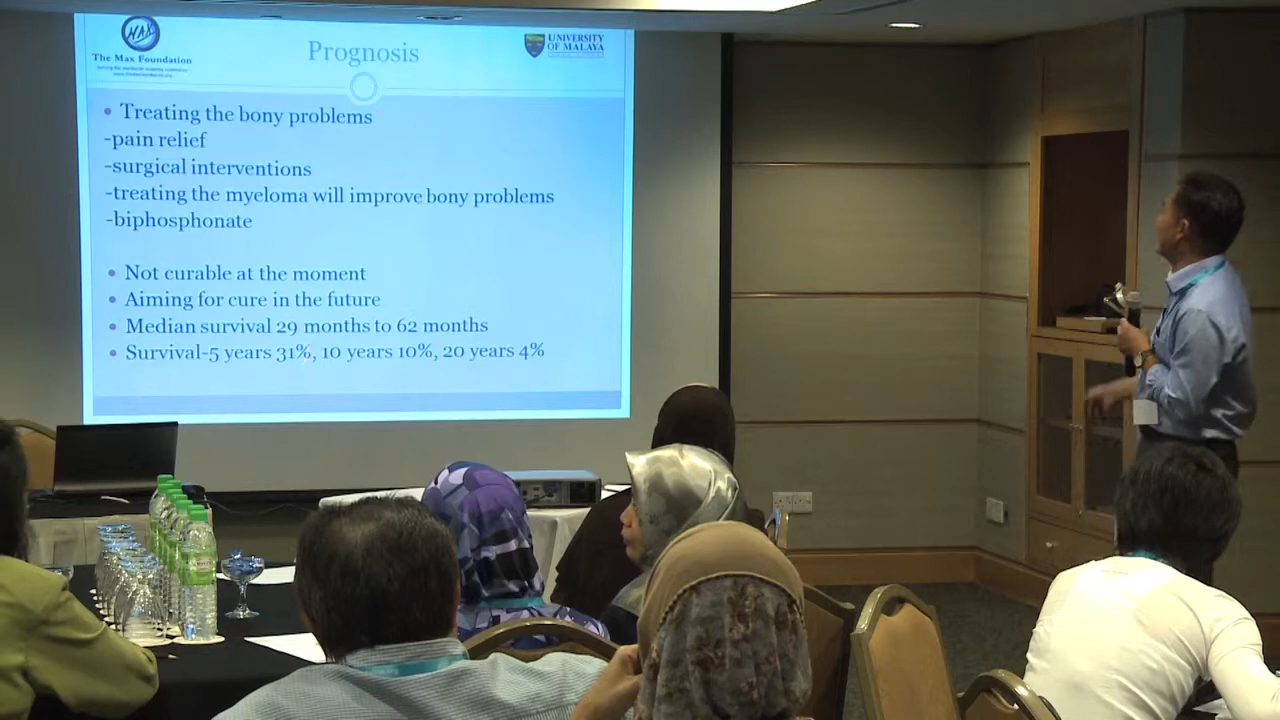 MAX
The Max Foundation
UNIVERSITY
OF MALAYA
Prognosis
• Treating the bony problems
-pain relief
-surgical interventions
-treating the myeloma will improve bony problems
-biphosphonate
• Not curable at the moment
• Aiming for cure in the future
• Median survival 29 months to 62 months
• Survival-5 years 31%, 10 years 10%, 20 years 4%